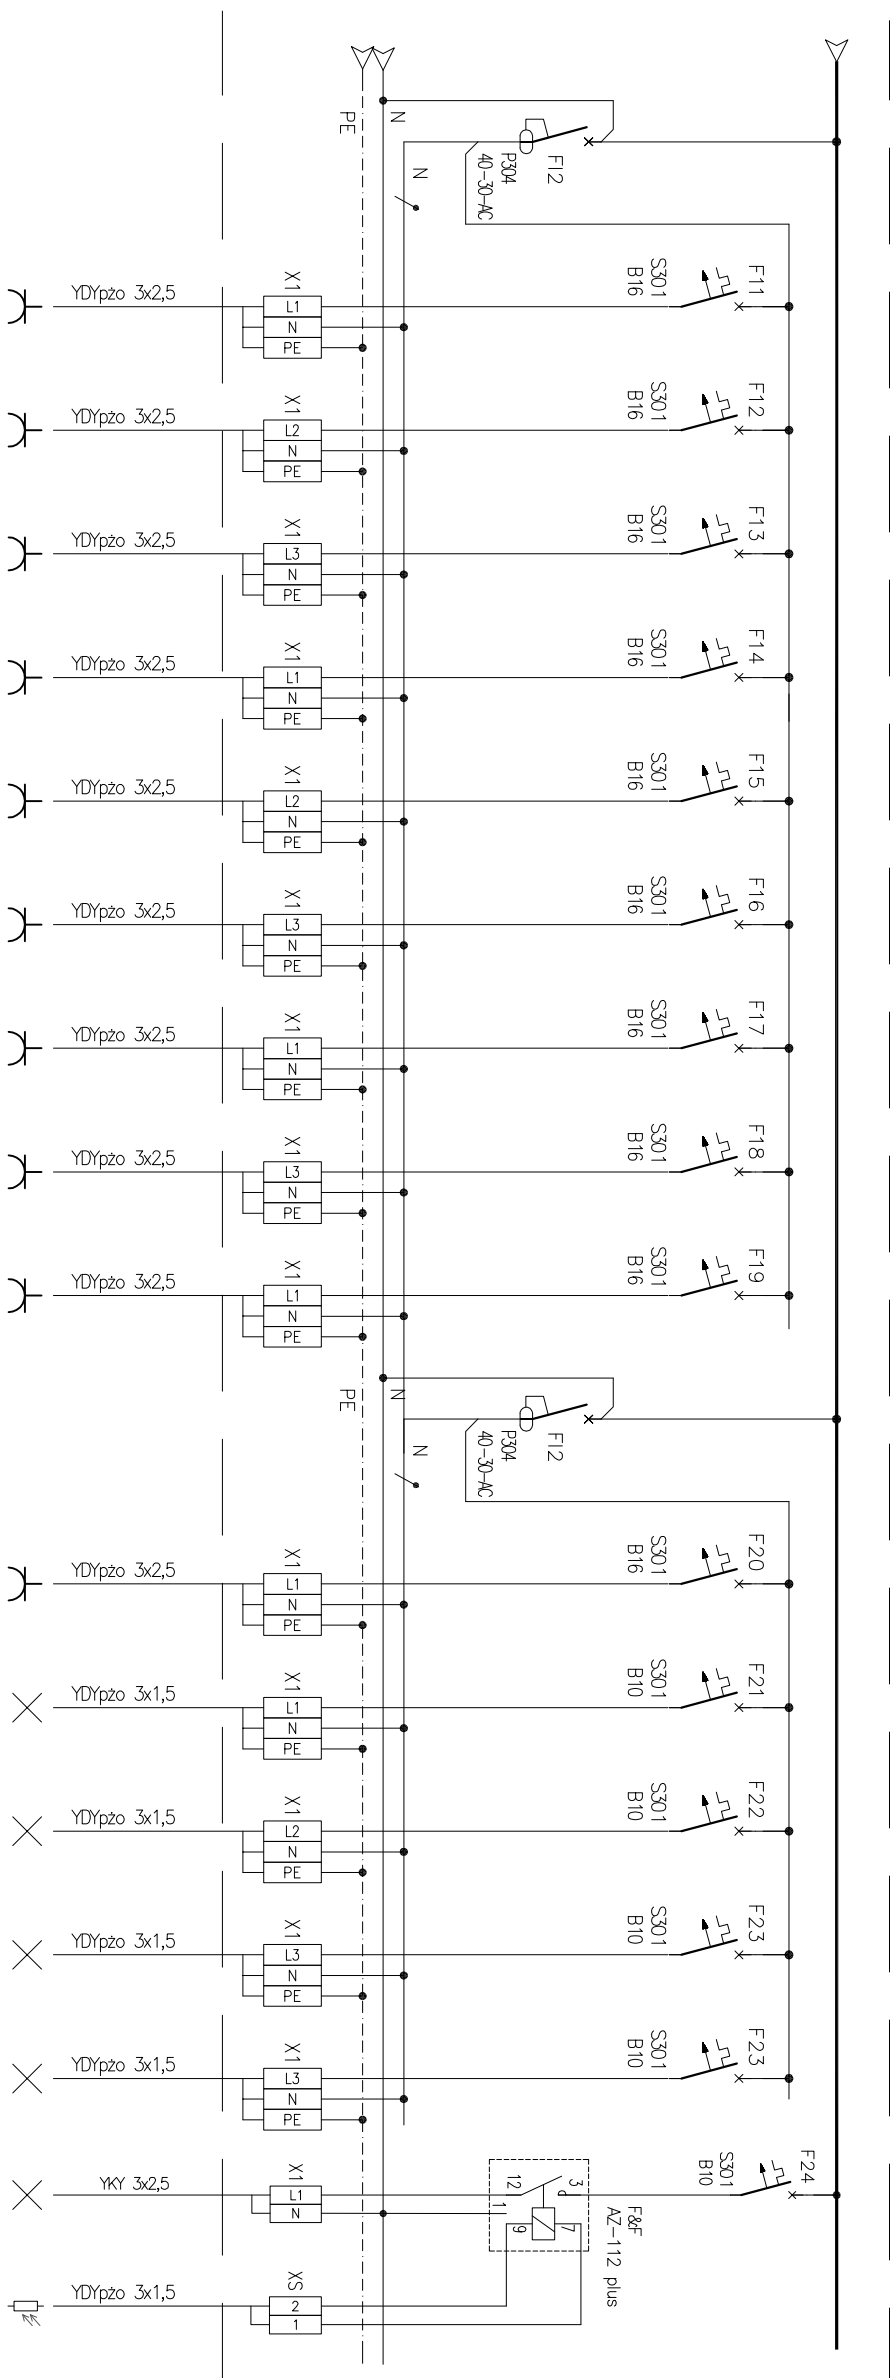 PE
N
N
FI2
P304
40-30-AC
YDYpżo 3x2,5
X1
L1
N
PE
S301
B16
F11
YDYpżo 3x2,5
X1
L2
N
PE
S301
B16
F12
YDYpżo 3x2,5
X1
L3
N
PE
S301
B16
F13
YDYpżo 3x2,5
X1
L1
N
PE
S301
B16
F14
YDYpżo 3x2,5
X1
L2
N
PE
S301
B16
F15
YDYpżo 3x2,5
X1
L3
N
PE
S301
B16
F16
YDYpżo 3x2,5
X1
L1
N
PE
S301
B16
F17
YDYpżo 3x2,5
X1
L3
N
PE
S301
B16
F18
YDYpżo 3x2,5
X1
L1
N
PE
S301
B16
F19
PE
N
N
FI2
P304
40-30-AC
YDYpżo 3x2,5
X1
L1
N
PE
S301
B16
F20
YDYpżo 3x1,5
X1
L1
N
PE
S301
B10
F21
YDYpżo 3x1,5
X1
L2
N
PE
S301
B10
F22
YDYpżo 3x1,5
X1
L3
N
PE
S301
B10
F23
YDYpżo 3x1,5
X1
L3
N
PE
S301
B10
F23
YKY 3x2,5
X1
L1
N
12
3
1
9
7
F&F
AZ-112 plus
S301
B10
F24
YDYpżo 3x1,5
XS
2
1